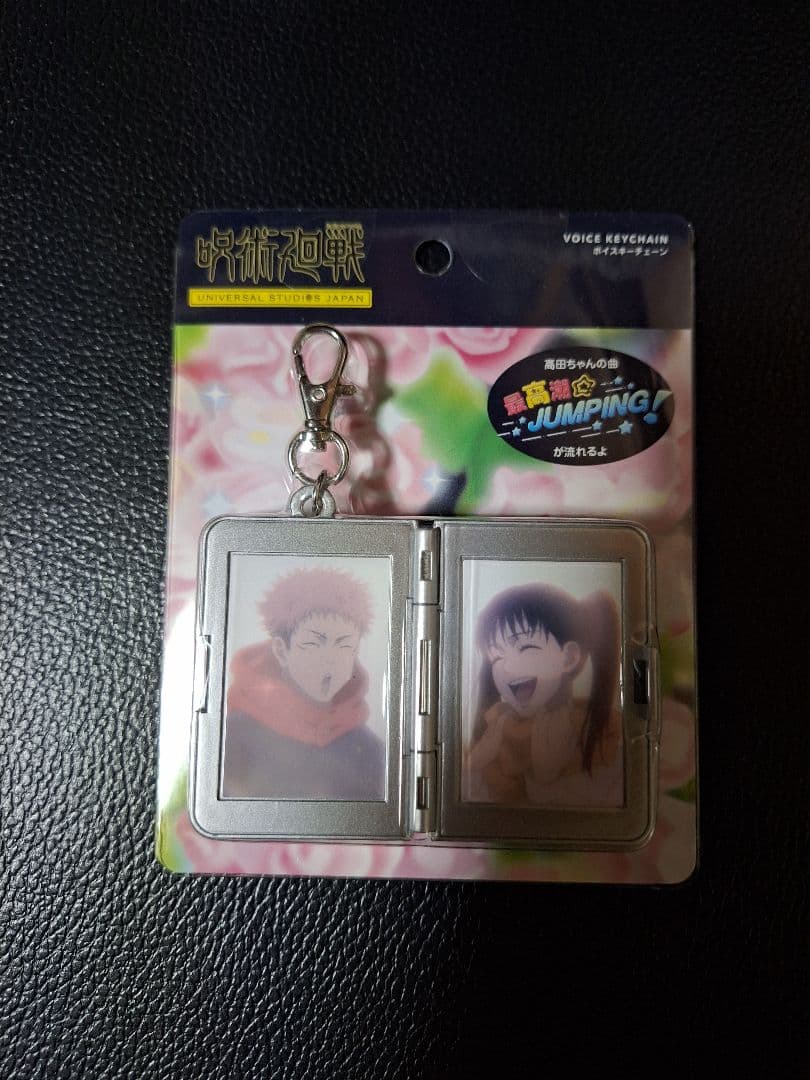 呪術廻戦
UNIVERSAL STUDIOS JAPAN
VOICE KEYCHAIN
ボイスキーチェーン
高田ちゃんの曲
最高潮☆
JUMPING!
が流れるよ